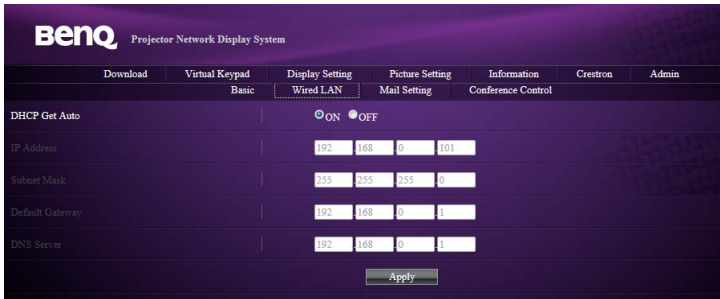 BenQ Projector Network Display System
Download Virtual Keypad Display Setting Picture Setting Information Crestron Admin
Basic Wired LAN Mail Setting Conference Control
DHCP Get Auto ON OFF
IP Address 192 .168 .0 .101
Subnet Mask 255 .255 .255 .0
Default Gateway 192 .168 .0 .1
DNS Server 192 .168 .0 .1
Apply